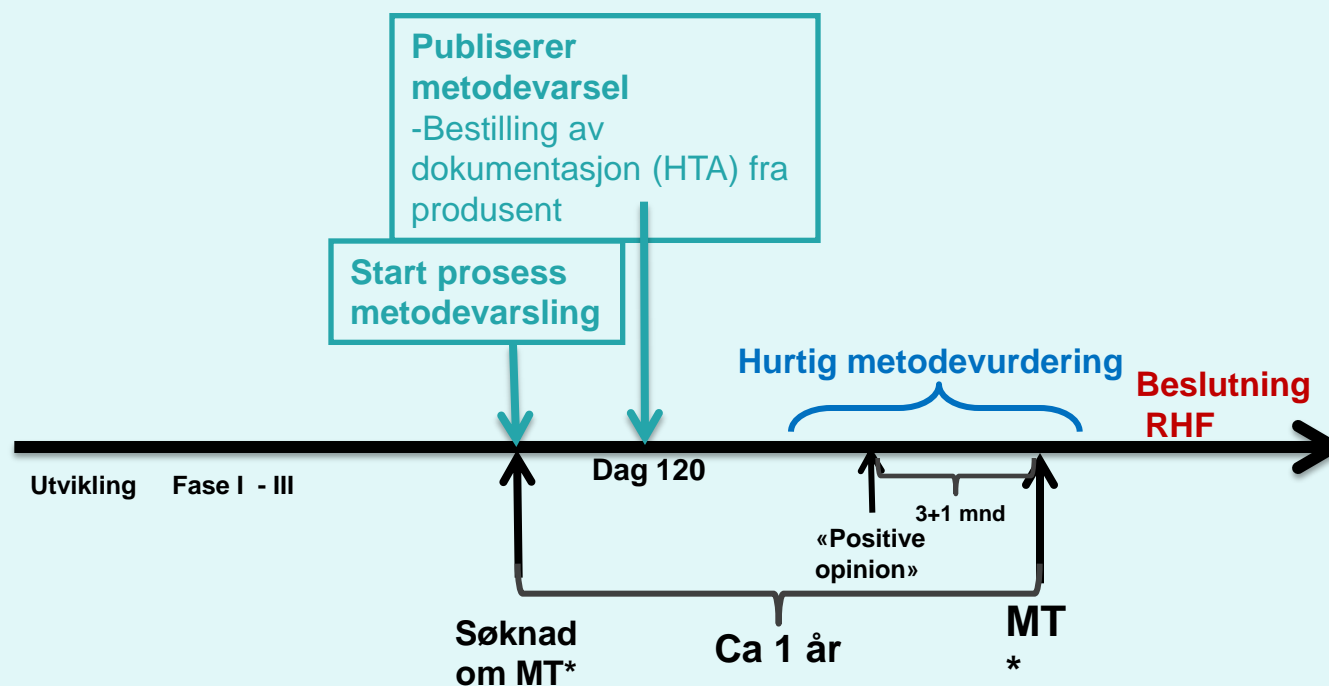 Publiserer
metodevarsel
-Bestilling av
dokumentasjon (HTA) fra
produsent
Start prosess
metodevarsling
Hurtig metodevurdering
Beslutning
RHF
Utvikling Fase I - III
Dag 120
3+1 mnd
«Positive
opinion»
Søknad
om MT*
Ca 1 år
MT
*